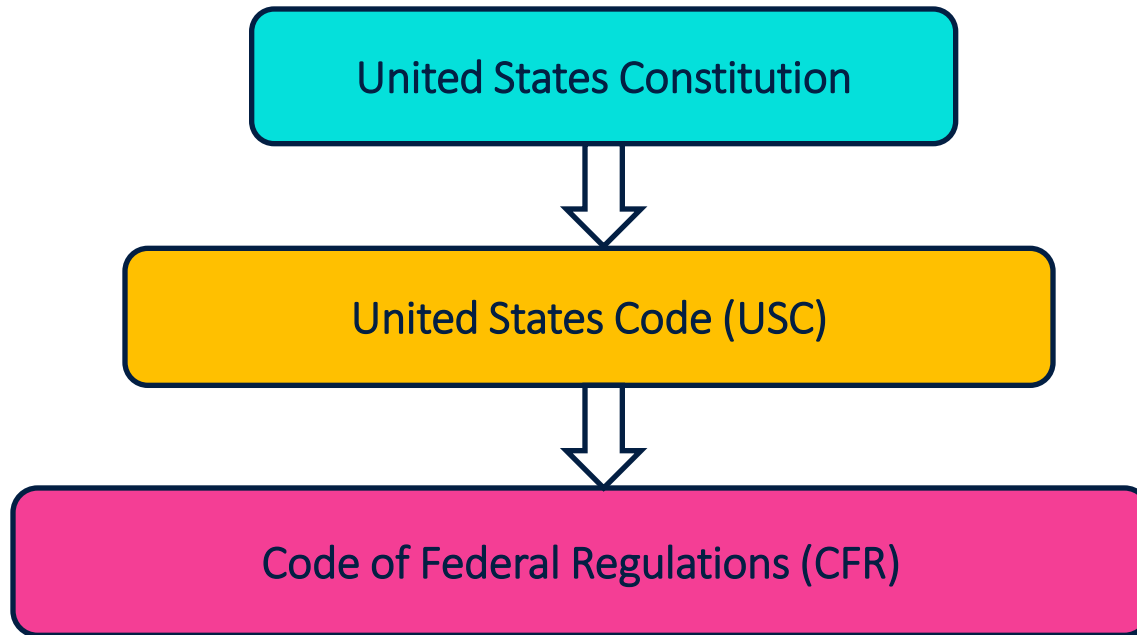 United States Constitution
United States Code (USC)
Code of Federal Regulations (CFR)